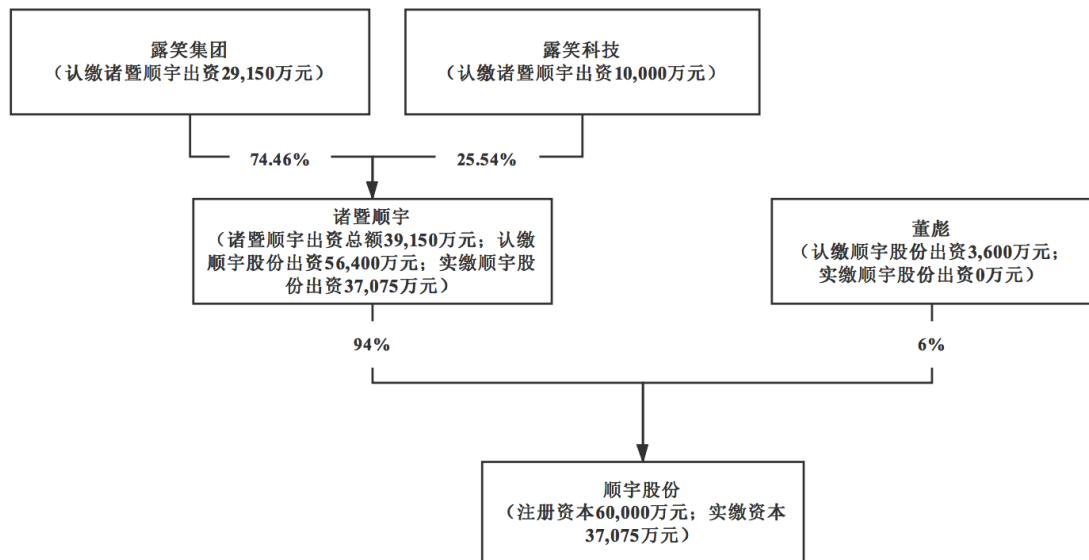 露笑集团
（认缴诸暨顺宇出资29,150万元）
露笑科技
（认缴诸暨顺宇出资10,000万元）
74.46%
25.54%
诸暨顺宇
（诸暨顺宇出资总额39,150万元；认缴
顺宇股份出资56,400万元；实缴顺宇股
份出资37,075万元）
董彪
（认缴顺宇股份出资3,600万元；
实缴顺宇股份出资0万元）
94%
6%
顺宇股份
（注册资本60,000万元；实缴资本
37,075万元）